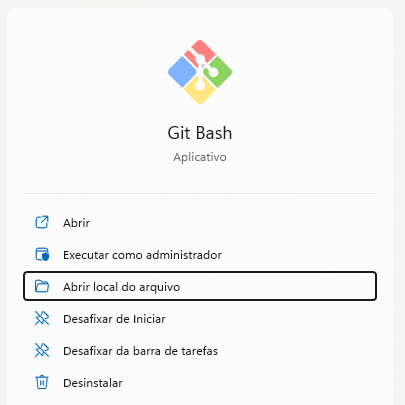 Git Bash
Aplicativo
Abrir
Executar como administrador
Abrir local do arquivo
Desafixar de Iniciar
Desafixar da barra de tarefas
Desinstalar